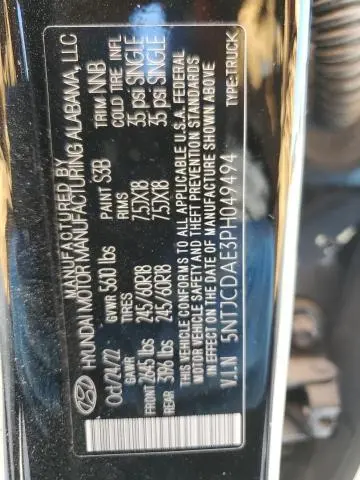 MANUFACTURED BY
HYUNDAI MOTOR MANUFACTURING ALABAMA, LLC
Oct/24/22 GVWR 5610 lbs PAINT S3B TRIM NNB
GAWR TIRES RIMS COLD TIRE INFL
FRONT 2645 lbs 245/60R18 7.5JX18 35 psi SINGLE
REAR 3196 lbs 245/60R18 7.5JX18 35 psi SINGLE
THIS VEHICLE CONFORMS TO ALL APPLICABLE U.S.A. FEDERAL
MOTOR VEHICLE SAFETY AND THEFT PREVENTION STANDARDS
IN EFFECT ON THE DATE OF MANUFACTURE SHOWN ABOVE.
V.I.N 5NTJCDAE3PH049494 TYPE:TRUCK